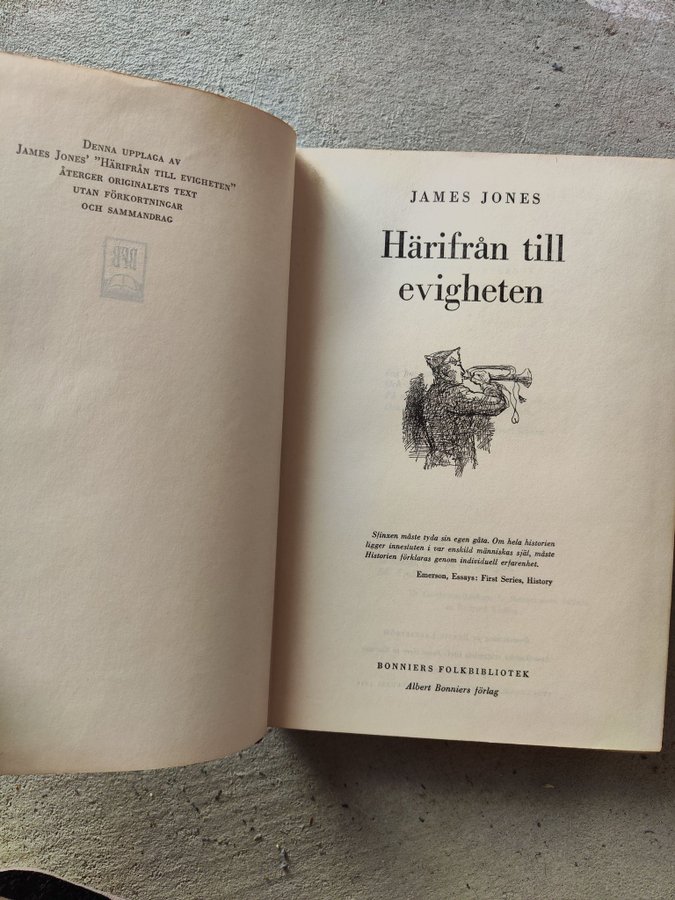 DENNA UPPLAGA AV
JAMES JONES' "HÄRIFRÅN TILL EVIGHETEN"
ÅTERGER ORIGINALETS TEXT
UTAN FÖRKORTNINGAR
OCH SAMMANDRAG
JAMES JONES
Härifrån till
evigheten
Sfinxen måste tyda sin egen gåta. Om hela historien
ligger innesluten i var enskild människas själ, måste
Historien förklaras genom individuell erfarenhet.
Emerson, Essays: First Series, History
BONNIERS FOLKBIBLIOTEK
Albert Bonniers förlag